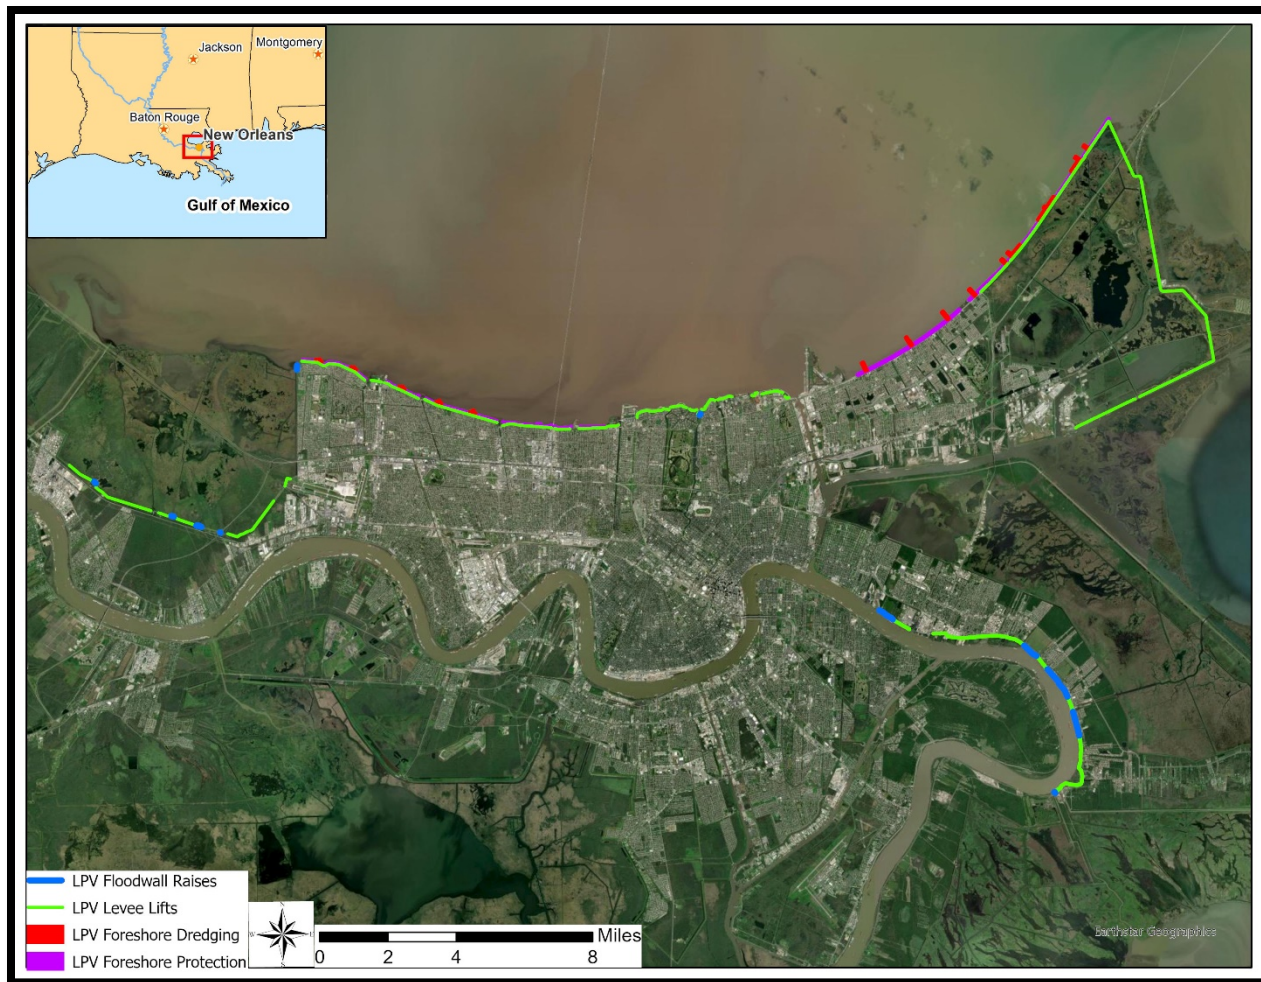 Jackson
Montgomery
Baton Rouge
New Orleans
Gulf of Mexico
LPV Floodwall Raises
LPV Levee Lifts
LPV Foreshore Dredging
LPV Foreshore Protection
N
W
E
S
Miles
0 2 4 8
Earthstar Geographics